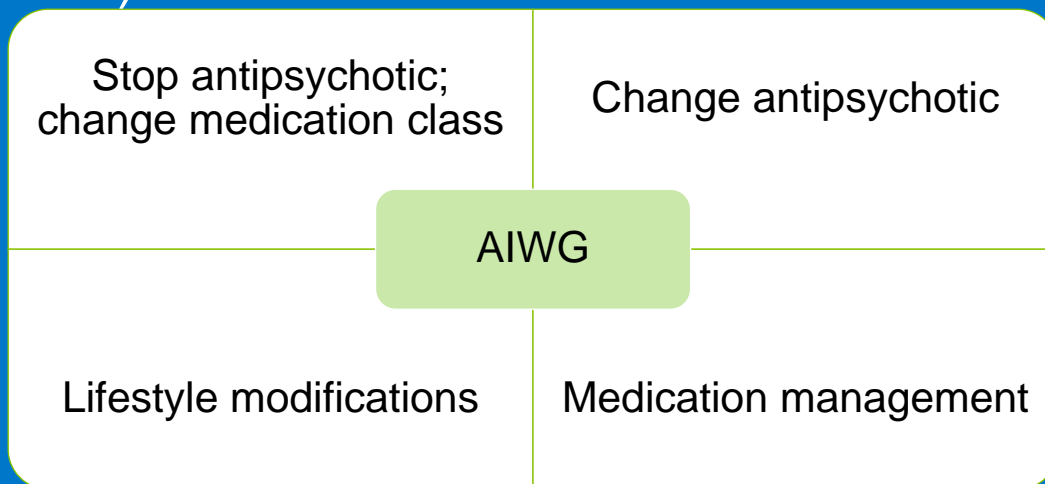 Stop antipsychotic;
change medication class
Change antipsychotic
AIWG
Lifestyle modifications
Medication management